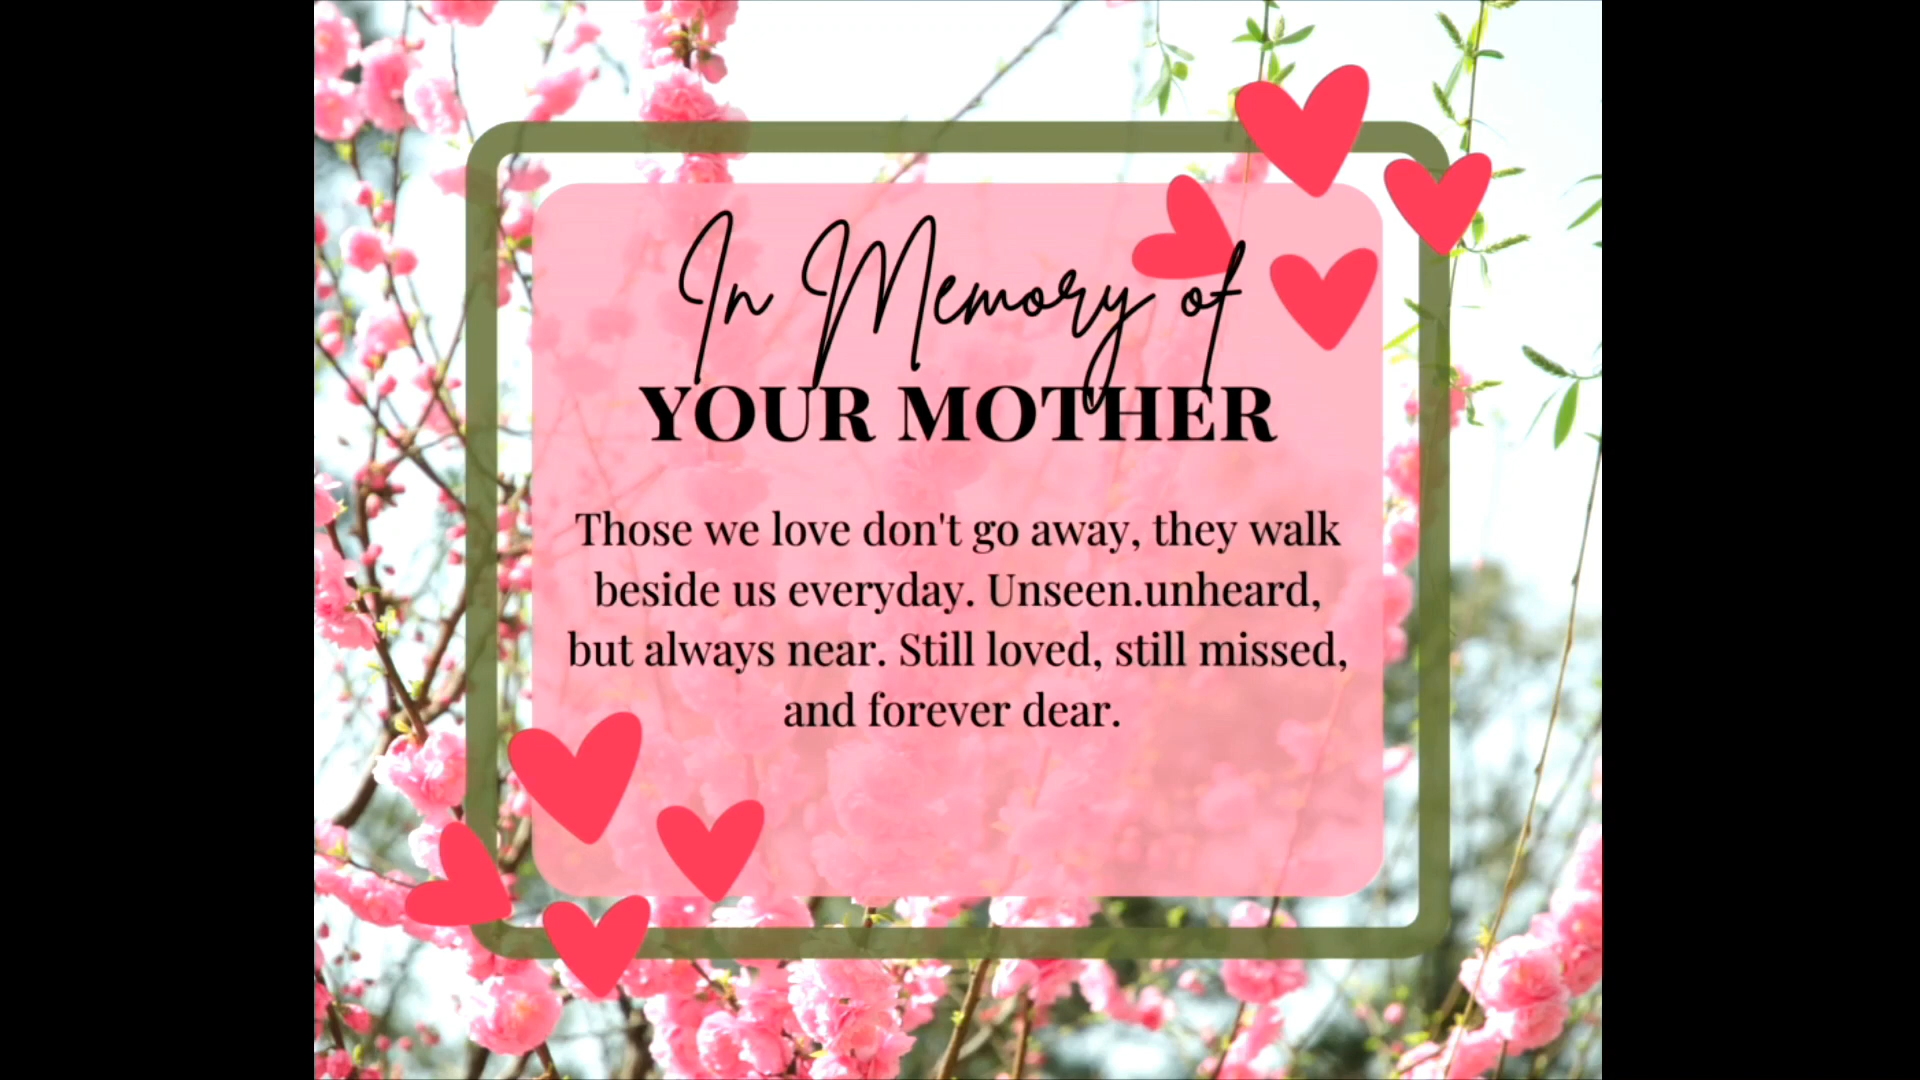 In Memory of
YOUR MOTHER
Those we love don't go away, they walk
beside us everyday. Unseen.unheard,
but always near. Still loved, still missed,
and forever dear.